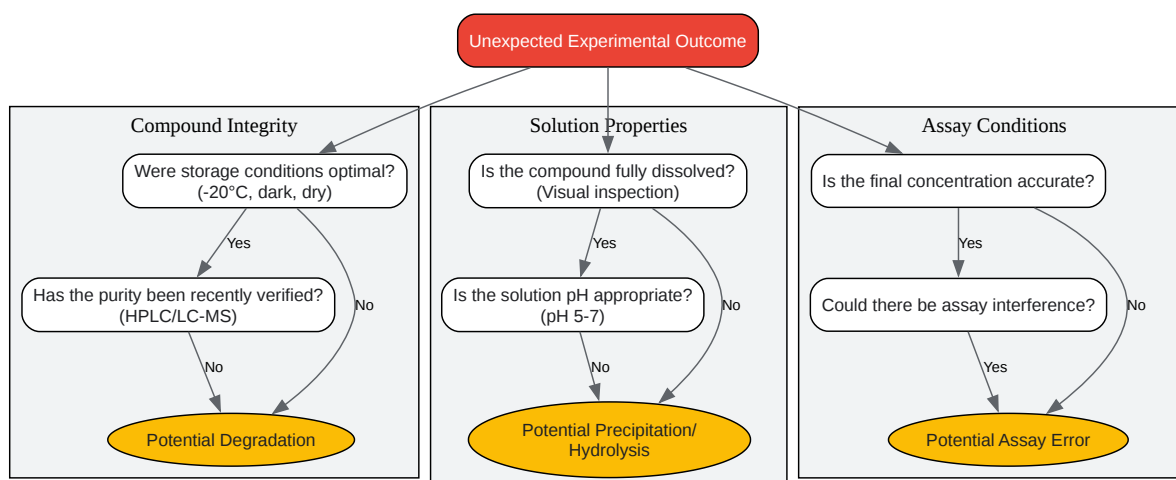 Unexpected Experimental Outcome
Compound Integrity
Were storage conditions optimal?
(-20°C, dark, dry)
Yes
No
Has the purity been recently verified?
(HPLC/LC-MS)
No
Potential Degradation
Solution Properties
Is the compound fully dissolved?
(Visual inspection)
Yes
No
Is the solution pH appropriate?
(pH 5-7)
No
Potential Precipitation/
Hydrolysis
Assay Conditions
Is the final concentration accurate?
Yes
No
Could there be assay interference?
Yes
Potential Assay Error